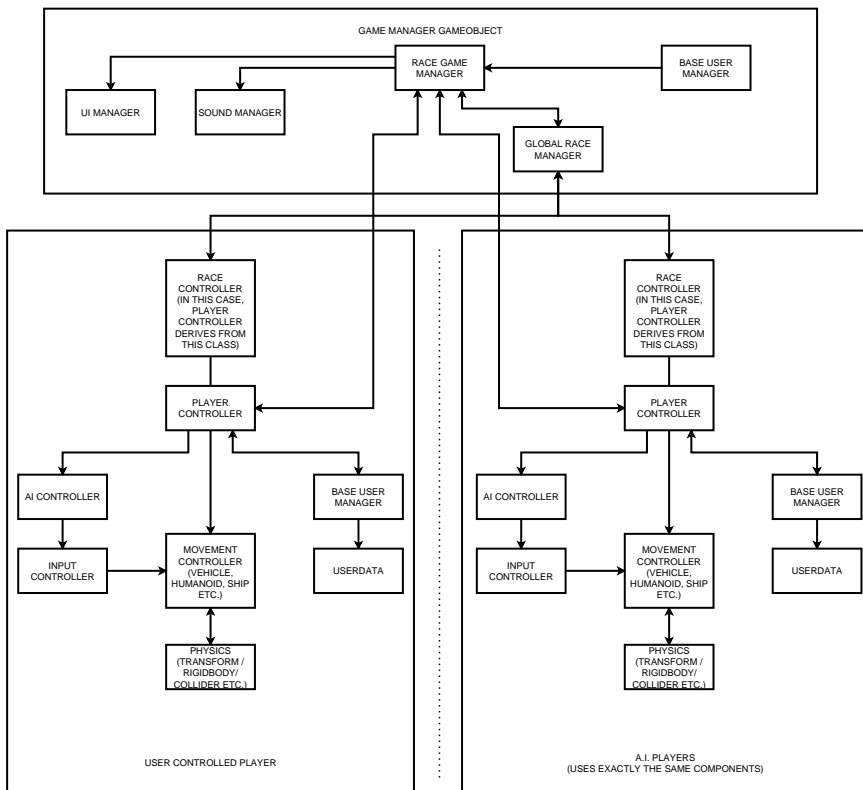 GAME MANAGER GAMEOBJECT
RACE GAME
MANAGER
BASE USER
MANAGER
UI MANAGER
SOUND MANAGER
GLOBAL RACE
MANAGER
RACE
CONTROLLER
(IN THIS CASE,
PLAYER
CONTROLLER
DERIVES FROM
THIS CLASS)
PLAYER
CONTROLLER
AI CONTROLLER
BASE USER
MANAGER
INPUT
CONTROLLER
MOVEMENT
CONTROLLER
(VEHICLE,
HUMANOID, SHIP
ETC.)
USERDATA
PHYSICS
(TRANSFORM /
RIGIDBODY/
COLLIDER ETC.)
USER CONTROLLED PLAYER
RACE
CONTROLLER
(IN THIS CASE,
PLAYER
CONTROLLER
DERIVES FROM
THIS CLASS)
PLAYER
CONTROLLER
AI CONTROLLER
BASE USER
MANAGER
INPUT
CONTROLLER
MOVEMENT
CONTROLLER
(VEHICLE,
HUMANOID, SHIP
ETC.)
USERDATA
PHYSICS
(TRANSFORM /
RIGIDBODY/
COLLIDER ETC.)
A.I. PLAYERS
(USES EXACTLY THE SAME COMPONENTS)